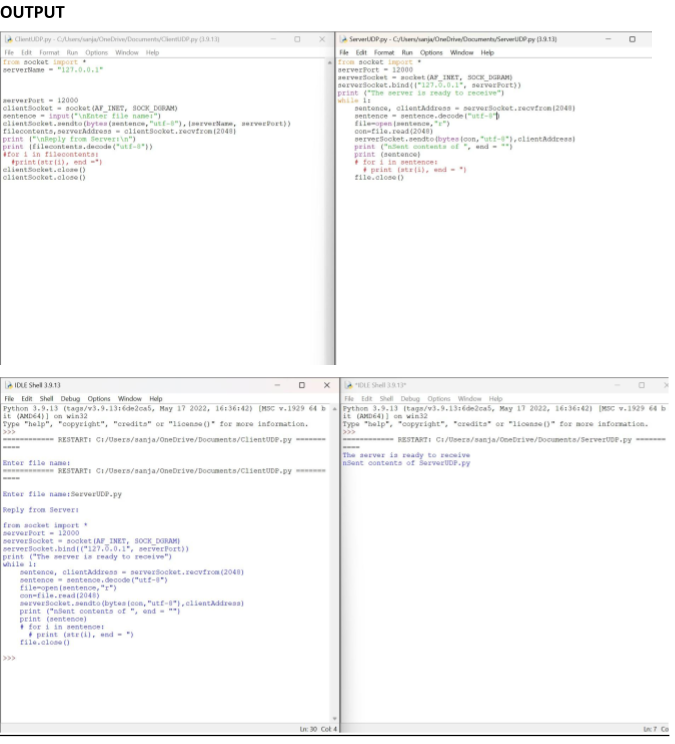 OUTPUT
ClientUDP.py - C:/Users/sanja/OneDrive/Documents/ClientUDP.py (3.9.13)
File Edit Format Run Options Window Help
from socket import *
serverName = "127.0.0.1"
serverPort = 12000
clientSocket = socket(AF_INET, SOCK_DGRAM)
sentence = input("\nEnter file name:")
clientSocket.sendto(bytes(sentence,"utf-8"),(serverName, serverPort))
filecontents,serverAddress = clientSocket.recvfrom(2048)
print ("\nReply from Server:\n")
print (filecontents.decode("utf-8"))
#for i in filecontents:
#print(str(i), end =")
clientSocket.close()
clientSocket.close()
ServerUDP.py - C:/Users/sanja/OneDrive/Documents/ServerUDP.py (3.9.13)
File Edit Format Run Options Window Help
from socket import *
serverPort = 12000
serverSocket = socket(AF_INET, SOCK_DGRAM)
serverSocket.bind(("127.0.0.1", serverPort))
print ("The server is ready to receive")
while 1:
sentence, clientAddress = serverSocket.recvfrom(2048)
sentence = sentence.decode("utf-8")
file=open(sentence,"r")
con=file.read(2048)
serverSocket.sendto(bytes(con,"utf-8"),clientAddress)
print ("nSent contents of ", end = "")
print (sentence)
# for i in sentence:
# print (str(i), end = ")
file.close()
IDLE Shell 3.9.13
File Edit Shell Debug Options Window Help
Python 3.9.13 (tags/v3.9.13:6de2ca5, May 17 2022, 16:36:42) [MSC v.1929 64 b
it (AMD64)] on win32
Type "help", "copyright", "credits" or "license()" for more information.
>>>
============ RESTART: C:/Users/sanja/OneDrive/Documents/ClientUDP.py =======
====
Enter file name:
============ RESTART: C:/Users/sanja/OneDrive/Documents/ClientUDP.py =======
====
Enter file name:ServerUDP.py
Reply from Server:
from socket import *
serverPort = 12000
serverSocket = socket(AF_INET, SOCK_DGRAM)
serverSocket.bind(("127.0.0.1", serverPort))
print ("The server is ready to receive")
while 1:
sentence, clientAddress = serverSocket.recvfrom(2048)
sentence = sentence.decode("utf-8")
file=open(sentence,"r")
con=file.read(2048)
serverSocket.sendto(bytes(con,"utf-8"),clientAddress)
print ("nSent contents of ", end = "")
print (sentence)
# for i in sentence:
# print (str(i), end = ")
file.close()
>>>
Ln: 30 Col: 4
*IDLE Shell 3.9.13*
File Edit Shell Debug Options Window Help
Python 3.9.13 (tags/v3.9.13:6de2ca5, May 17 2022, 16:36:42) [MSC v.1929 64 b
it (AMD64)] on win32
Type "help", "copyright", "credits" or "license()" for more information.
>>>
============ RESTART: C:/Users/sanja/OneDrive/Documents/ServerUDP.py =======
====
The server is ready to receive
nSent contents of ServerUDP.py
Ln: 7 Co